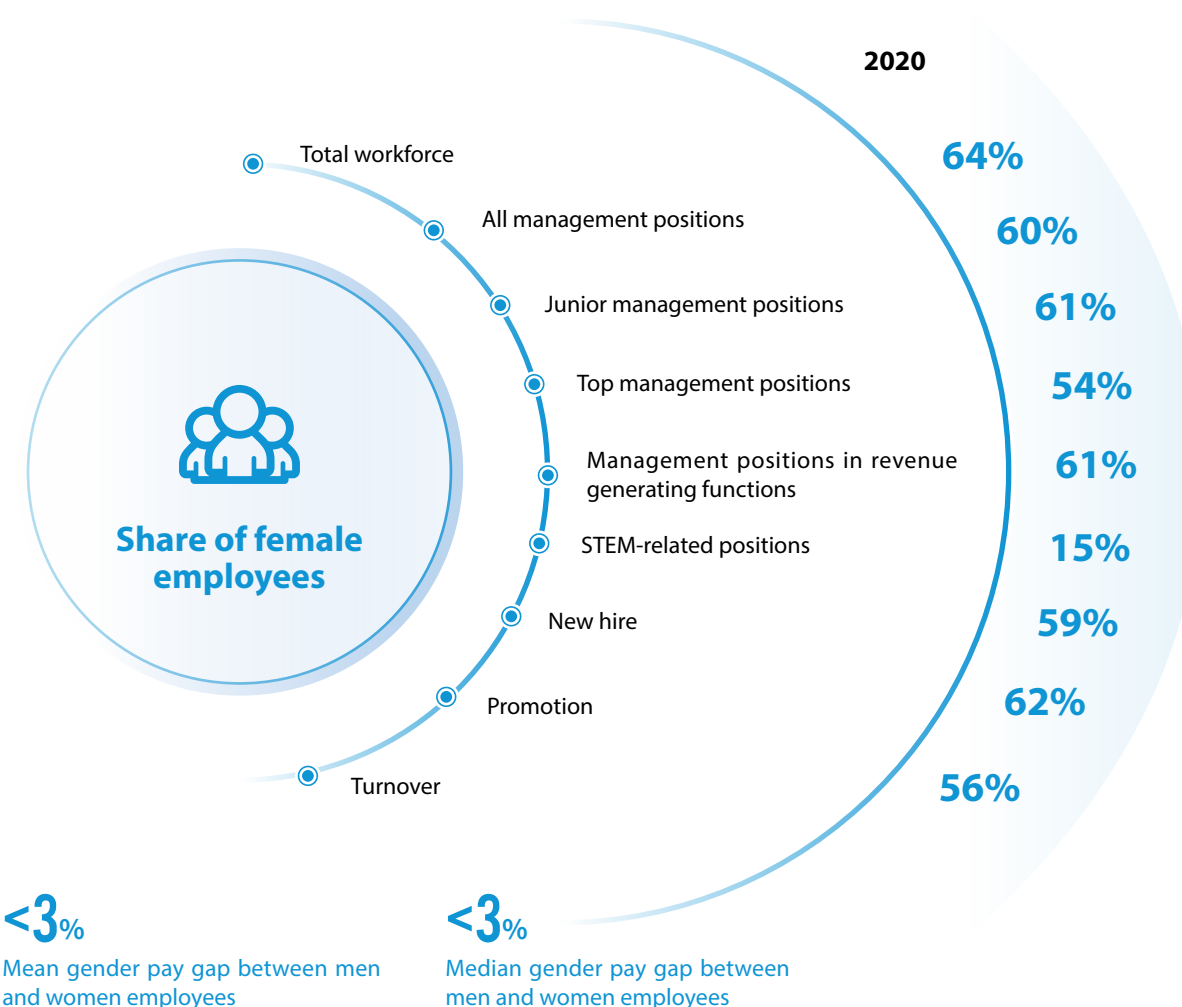 2020
Total workforce
64%
All management positions
60%
Junior management positions
61%
Top management positions
54%
Management positions in revenue
generating functions
61%
STEM-related positions
15%
New hire
59%
Promotion
62%
Turnover
56%
Share of female
employees
<3%
Mean gender pay gap between men
and women employees
<3%
Median gender pay gap between
men and women employees